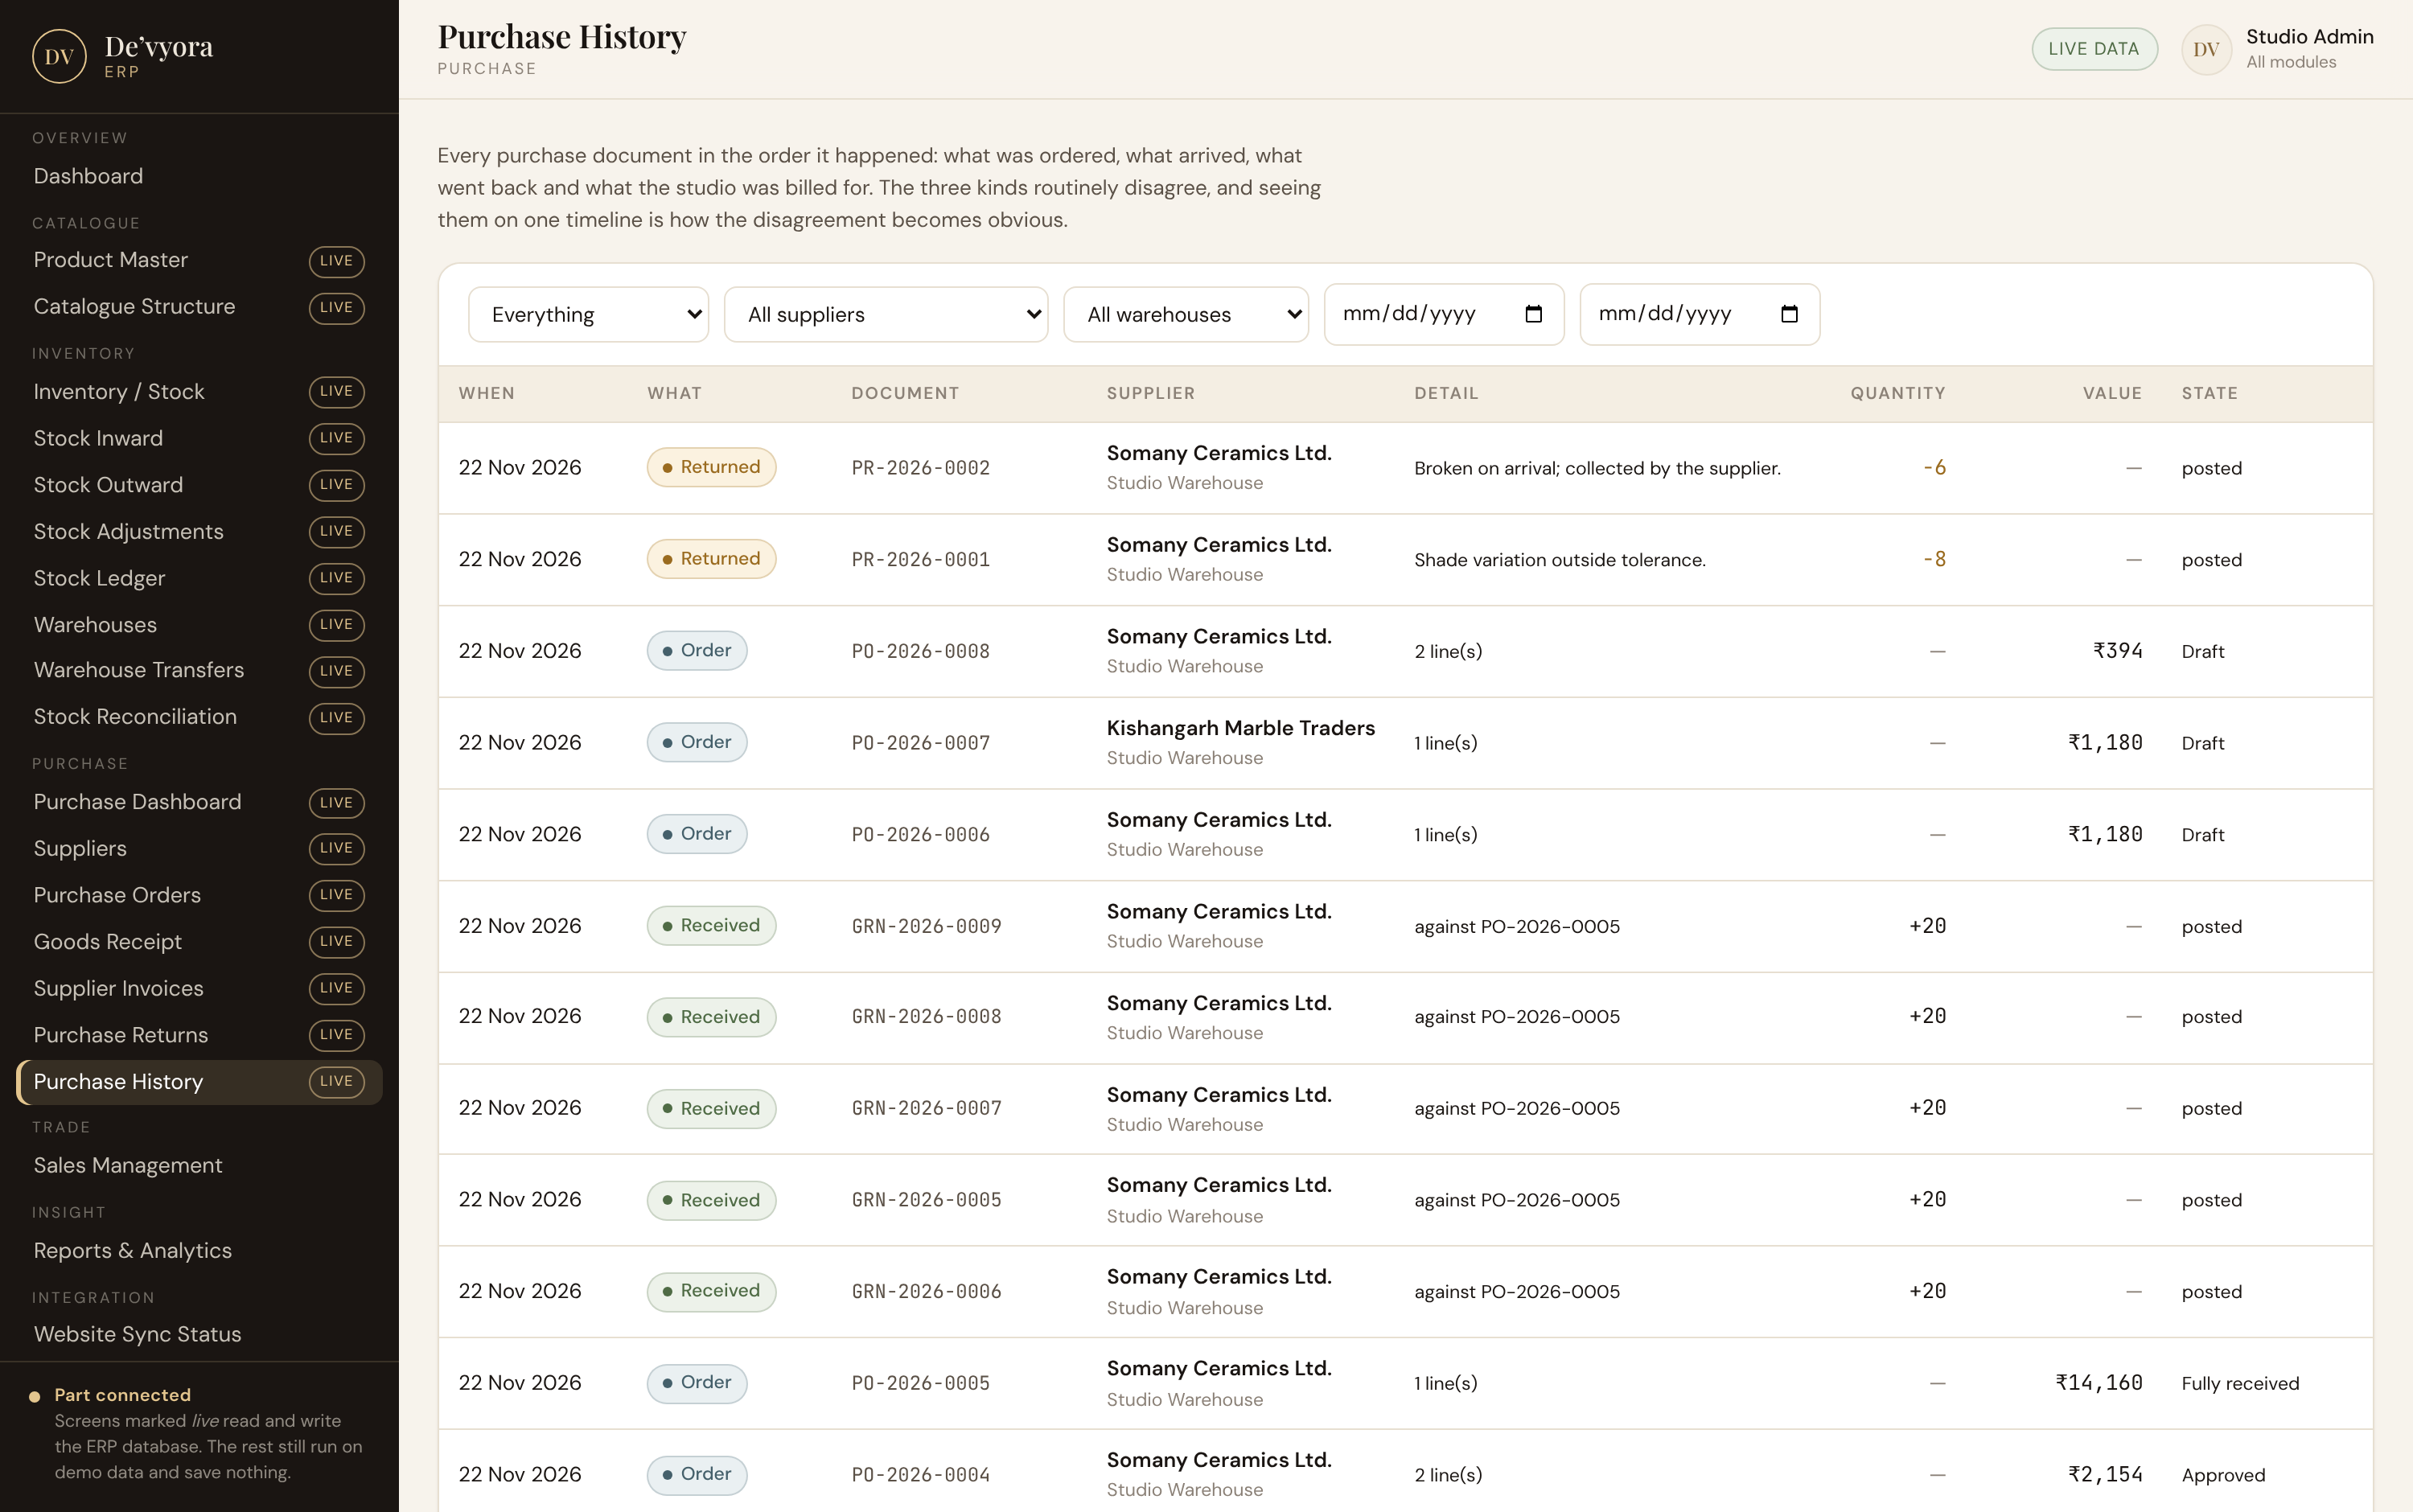 DV
De’vyora
ERP
OVERVIEW
Dashboard
CATALOGUE
Product Master LIVE
Catalogue Structure LIVE
INVENTORY
Inventory / Stock LIVE
Stock Inward LIVE
Stock Outward LIVE
Stock Adjustments LIVE
Stock Ledger LIVE
Warehouses LIVE
Warehouse Transfers LIVE
Stock Reconciliation LIVE
PURCHASE
Purchase Dashboard LIVE
Suppliers LIVE
Purchase Orders LIVE
Goods Receipt LIVE
Supplier Invoices LIVE
Purchase Returns LIVE
Purchase History LIVE
TRADE
Sales Management
INSIGHT
Reports & Analytics
INTEGRATION
Website Sync Status
Part connected
Screens marked live read and write
the ERP database. The rest still run on
demo data and save nothing.
Purchase History
PURCHASE
LIVE DATA
DV
Studio Admin
All modules
Every purchase document in the order it happened: what was ordered, what arrived, what
went back and what the studio was billed for. The three kinds routinely disagree, and seeing
them on one timeline is how the disagreement becomes obvious.
Everything All suppliers All warehouses mm/dd/yyyy mm/dd/yyyy
WHEN WHAT DOCUMENT SUPPLIER DETAIL QUANTITY VALUE STATE
22 Nov 2026 Returned PR-2026-0002 Somany Ceramics Ltd. Broken on arrival; collected by the supplier. -6 — posted
Studio Warehouse
22 Nov 2026 Returned PR-2026-0001 Somany Ceramics Ltd. Shade variation outside tolerance. -8 — posted
Studio Warehouse
22 Nov 2026 Order PO-2026-0008 Somany Ceramics Ltd. 2 line(s) — ₹394 Draft
Studio Warehouse
22 Nov 2026 Order PO-2026-0007 Kishangarh Marble Traders 1 line(s) — ₹1,180 Draft
Studio Warehouse
22 Nov 2026 Order PO-2026-0006 Somany Ceramics Ltd. 1 line(s) — ₹1,180 Draft
Studio Warehouse
22 Nov 2026 Received GRN-2026-0009 Somany Ceramics Ltd. against PO-2026-0005 +20 — posted
Studio Warehouse
22 Nov 2026 Received GRN-2026-0008 Somany Ceramics Ltd. against PO-2026-0005 +20 — posted
Studio Warehouse
22 Nov 2026 Received GRN-2026-0007 Somany Ceramics Ltd. against PO-2026-0005 +20 — posted
Studio Warehouse
22 Nov 2026 Received GRN-2026-0005 Somany Ceramics Ltd. against PO-2026-0005 +20 — posted
Studio Warehouse
22 Nov 2026 Received GRN-2026-0006 Somany Ceramics Ltd. against PO-2026-0005 +20 — posted
Studio Warehouse
22 Nov 2026 Order PO-2026-0005 Somany Ceramics Ltd. 1 line(s) — ₹14,160 Fully received
Studio Warehouse
22 Nov 2026 Order PO-2026-0004 Somany Ceramics Ltd. 2 line(s) — ₹2,154 Approved
Studio Warehouse